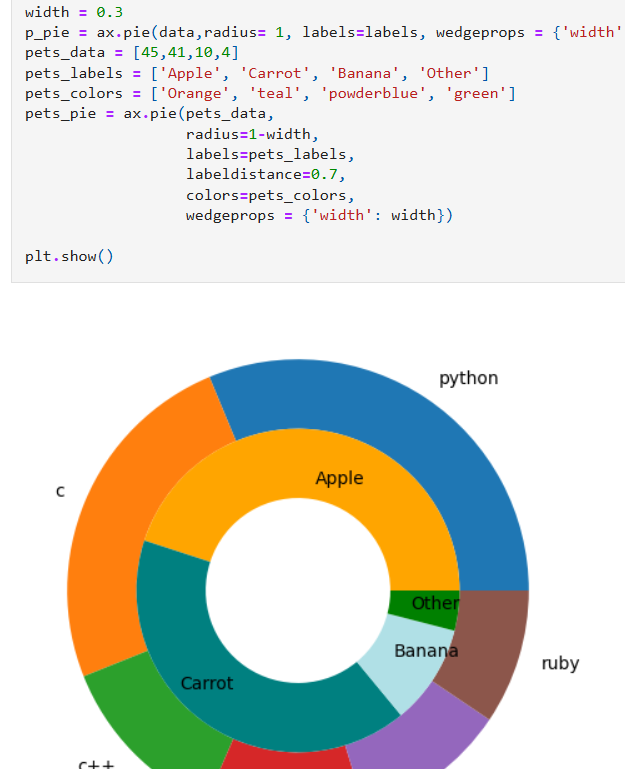 width = 0.3
p_pie = ax.pie(data,radius= 1, labels=labels, wedgeprops = {'width'
pets_data = [45,41,10,4]
pets_labels = ['Apple', 'Carrot', 'Banana', 'Other']
pets_colors = ['Orange', 'teal', 'powderblue', 'green']
pets_pie = ax.pie(pets_data,
                  radius=1-width,
                  labels=pets_labels,
                  labeldistance=0.7,
                  colors=pets_colors,
                  wedgeprops = {'width': width})
plt.show()
python
Apple
c
Other
Banana
ruby
Carrot
c++